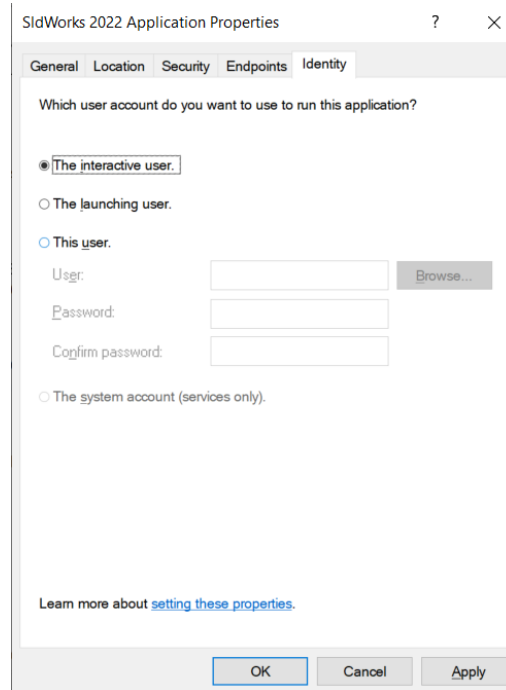 SldWorks 2022 Application Properties ?
General Location Security Endpoints Identity
Which user account do you want to use to run this application?
The interactive user.
The launching user.
This user.
User:
Browse...
Password:
Confirm password:
The system account (services only).
Learn more about setting these properties.
OK Cancel Apply